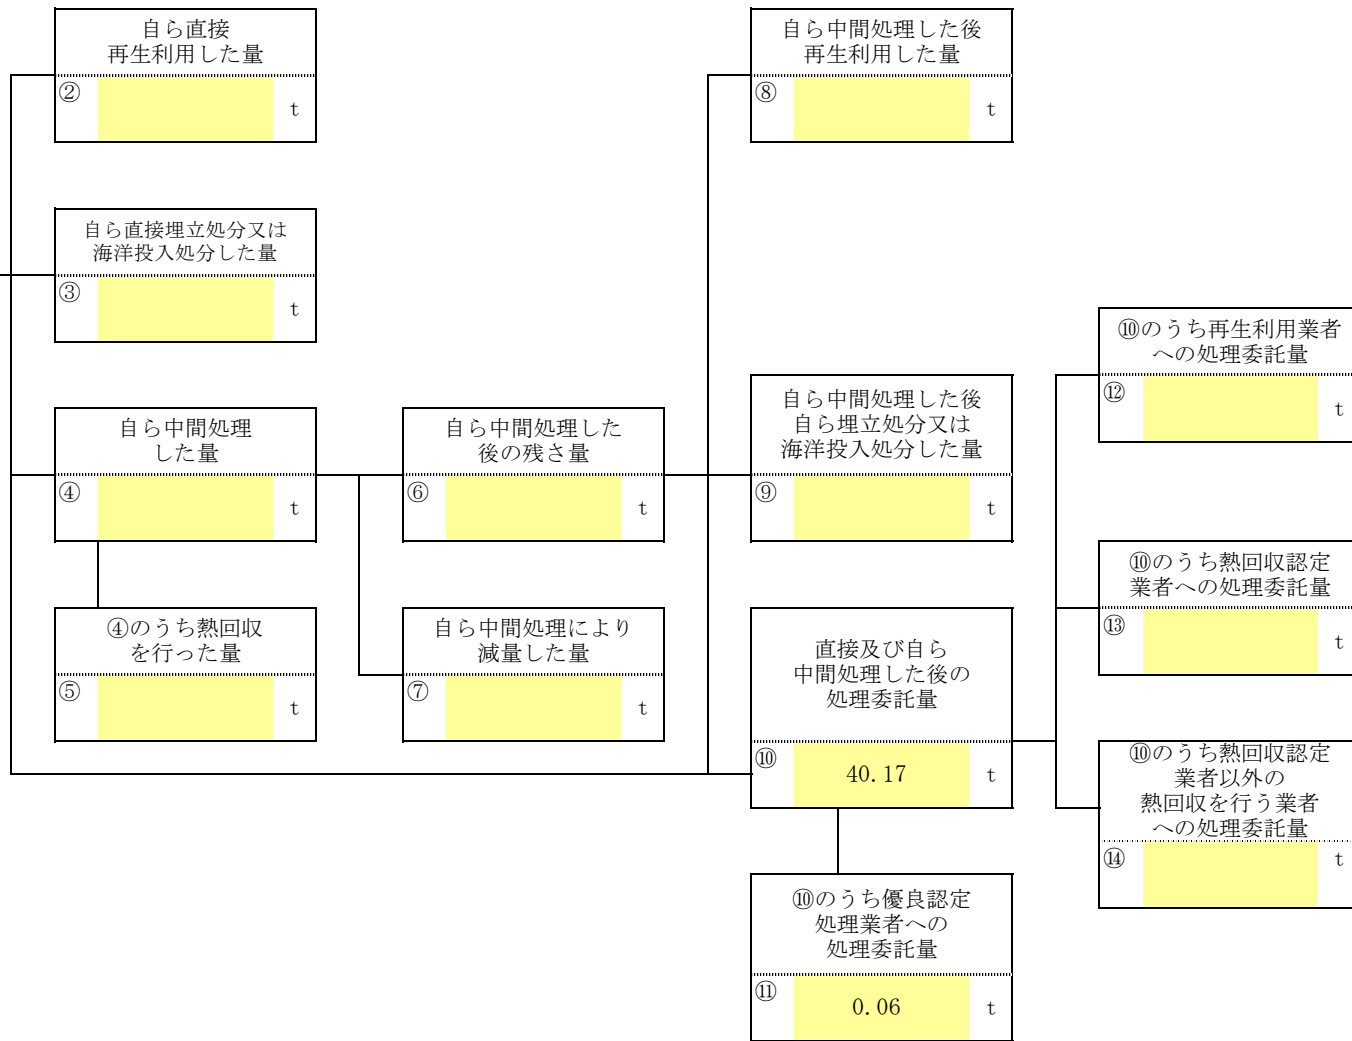 自ら直接
再生利用した量
②
t
自ら中間処理した後
再生利用した量
⑧
t
自ら直接埋立処分又は
海洋投入処分した量
③
t
⑩のうち再生利用業者
への処理委託量
⑫
t
自ら中間処理
した量
④
t
自ら中間処理した
後の残さ量
⑥
t
自ら中間処理した後
自ら埋立処分又は
海洋投入処分した量
⑨
t
⑩のうち熱回収認定
業者への処理委託量
⑬
t
④のうち熱回収
を行った量
⑤
t
自ら中間処理により
減量した量
⑦
t
直接及び自ら
中間処理した後の
処理委託量
⑩ 40.17 t
⑩のうち熱回収認定
業者以外の
熱回収を行う業者
への処理委託量
⑭
t
⑩のうち優良認定
処理業者への
処理委託量
⑪ 0.06 t